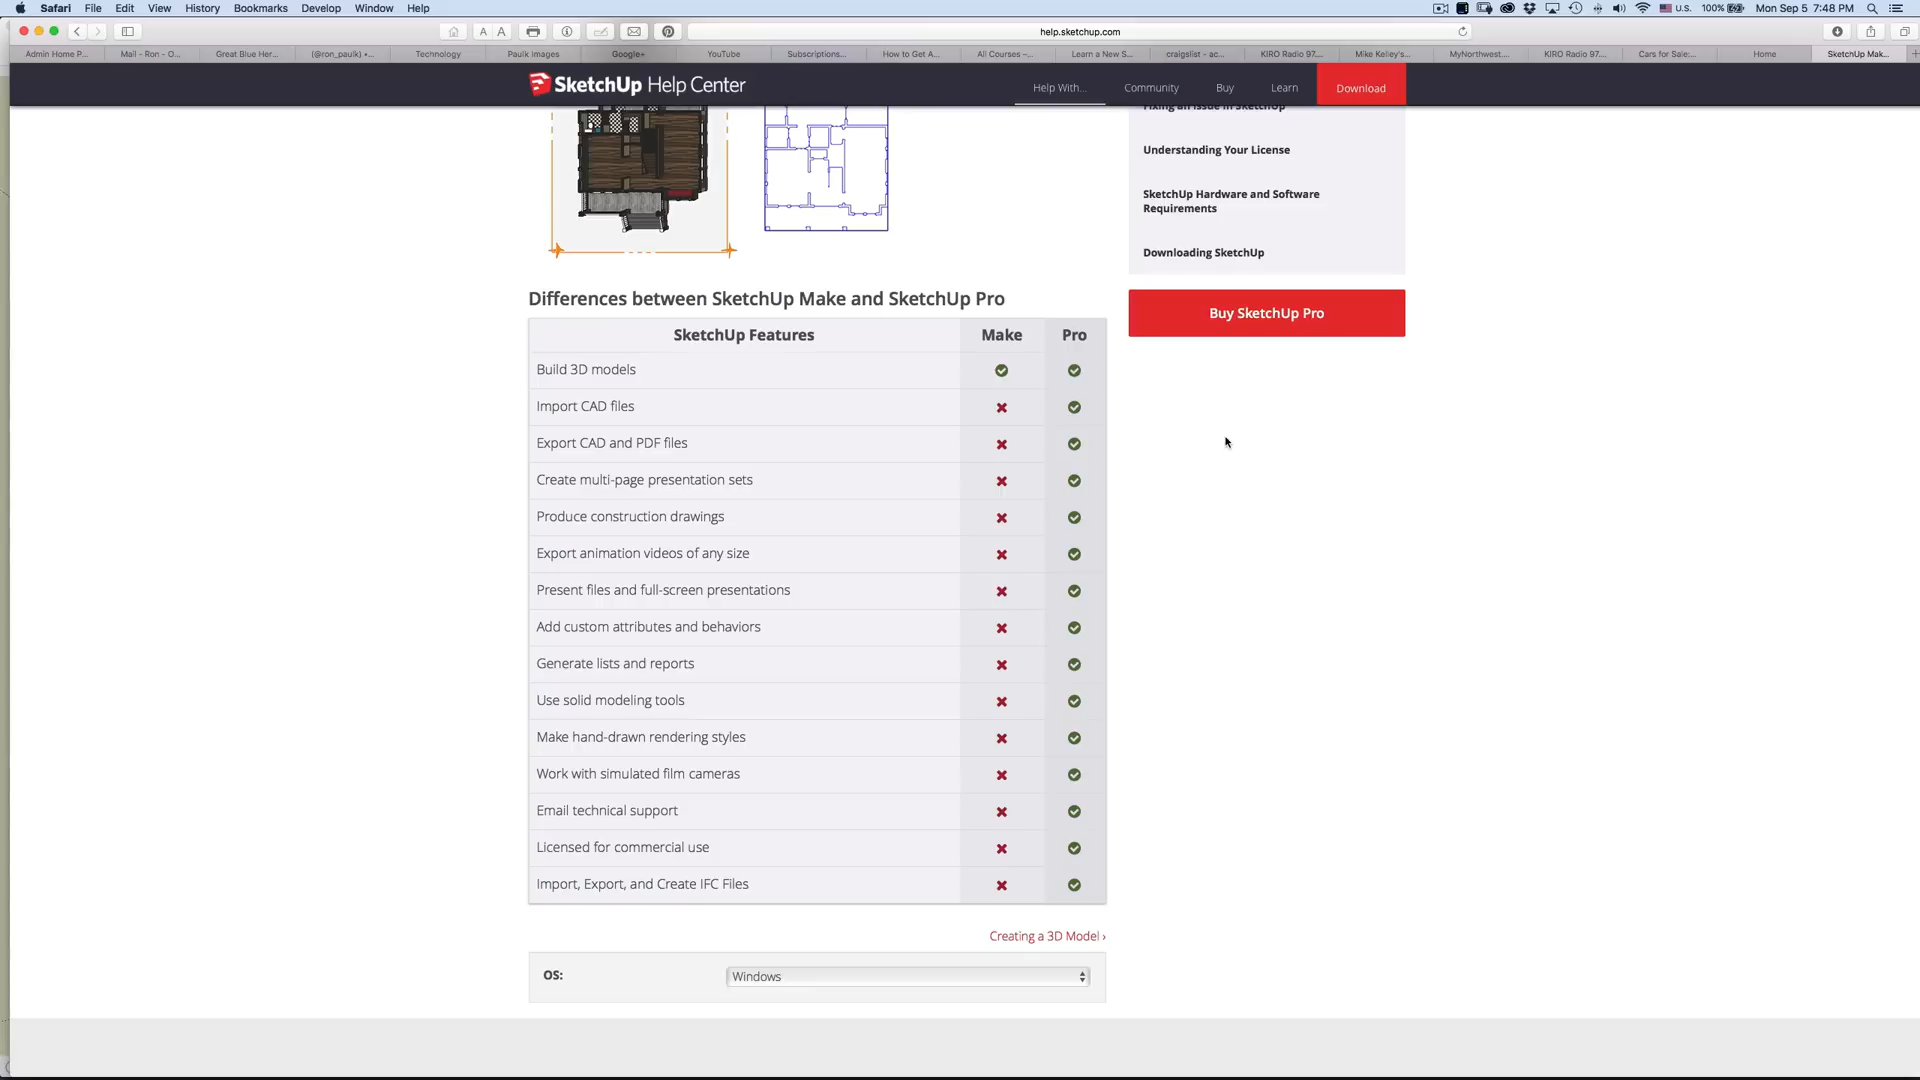 Safari File Edit View History Bookmarks Develop Window Help U.S. 100% Mon Sep 5 7:48 PM
A A help.sketchup.com
Admin Home P... Mail - Ron - O... Great Blue Her... (@ron_paulk) •... Technology Paulk Images Google+ YouTube Subscriptions... How to Get A... All Courses –... Learn a New S... craigslist - ac... KIRO Radio 97.... Mike Kelley's... MyNorthwest.... KIRO Radio 97.... Cars for Sale:... Home SketchUp Mak...
SketchUp Help Center Help With... Community Buy Learn Download
Fixing an Issue in SketchUp
Understanding Your License
SketchUp Hardware and Software
Requirements
Downloading SketchUp
Buy SketchUp Pro
Differences between SketchUp Make and SketchUp Pro
SketchUp Features Make Pro
Build 3D models
Import CAD files
Export CAD and PDF files
Create multi-page presentation sets
Produce construction drawings
Export animation videos of any size
Present files and full-screen presentations
Add custom attributes and behaviors
Generate lists and reports
Use solid modeling tools
Make hand-drawn rendering styles
Work with simulated film cameras
Email technical support
Licensed for commercial use
Import, Export, and Create IFC Files
Creating a 3D Model ›
OS: Windows